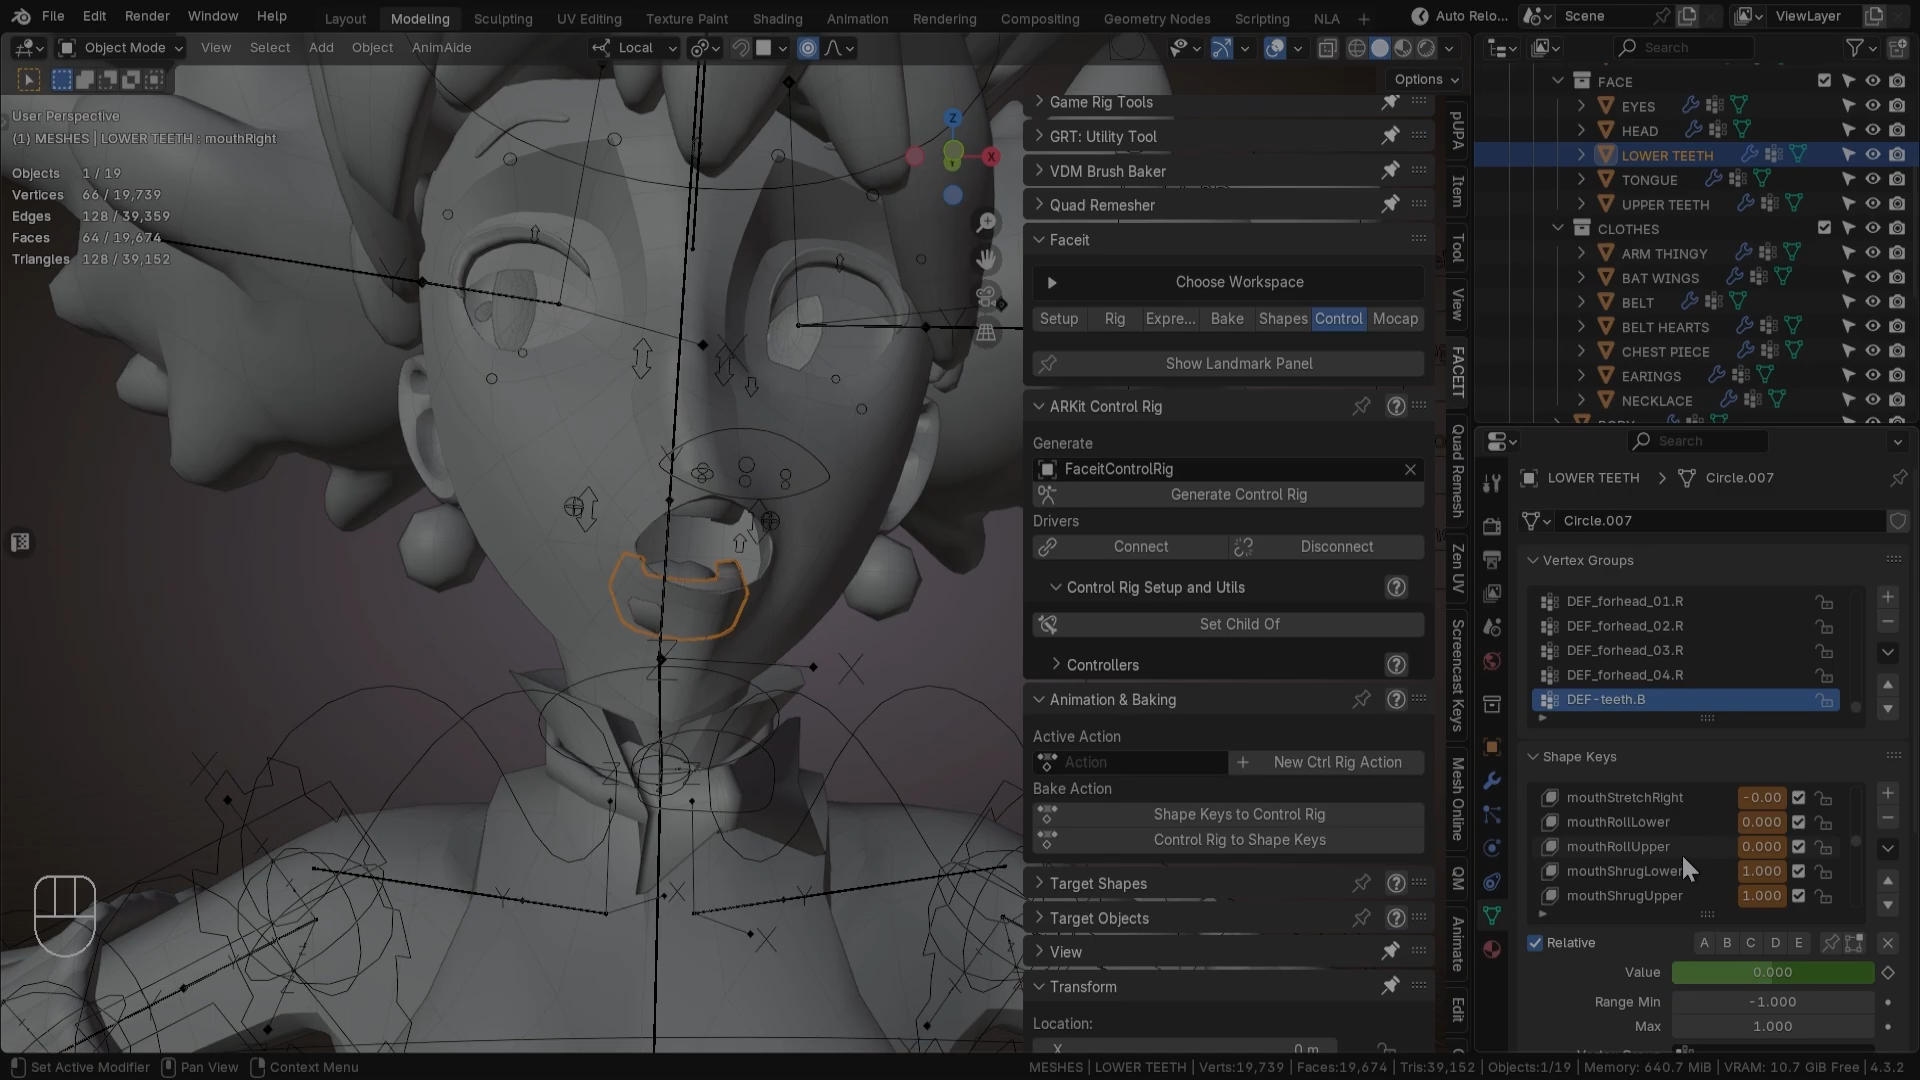 File Edit Render Window Help
Layout Modeling Sculpting UV Editing Texture Paint Shading Animation Rendering Compositing Geometry Nodes Scripting NLA +
Auto Relo... Scene ViewLayer
Object Mode View Select Add Object AnimAide
Local
Search
Options
User Perspective
(1) MESHES | LOWER TEETH : mouthRight
Objects 1 / 19
Vertices 66 / 19,739
Edges 128 / 39,359
Faces 64 / 19,674
Triangles 128 / 39,152
Z
X
Y
Game Rig Tools
GRT: Utility Tool
VDM Brush Baker
Quad Remesher
Faceit
Choose Workspace
Setup Rig Expre... Bake Shapes Control Mocap
Show Landmark Panel
ARKit Control Rig
Generate
FaceitControlRig
Generate Control Rig
Drivers
Connect Disconnect
Control Rig Setup and Utils
Set Child Of
Controllers
Animation & Baking
Active Action
Action + New Ctrl Rig Action
Bake Action
Shape Keys to Control Rig
Control Rig to Shape Keys
Target Shapes
Target Objects
View
Transform
Location:
X 0 m
pUPA
Item
Tool
View
FACEIT
Quad Remesh
Zen UV
Screencast Keys
Mesh Online
QM
Animate
Edit
FACE
EYES
HEAD
LOWER TEETH
TONGUE
UPPER TEETH
CLOTHES
ARM THINGY
BAT WINGS
BELT
BELT HEARTS
CHEST PIECE
EARINGS
NECKLACE
Search
LOWER TEETH > Circle.007
Circle.007
Vertex Groups
DEF_forhead_01.R
DEF_forhead_02.R
DEF_forhead_03.R
DEF_forhead_04.R
DEF-teeth.B
Shape Keys
mouthStretchRight -0.00
mouthRollLower 0.000
mouthRollUpper 0.000
mouthShrugLower 1.000
mouthShrugUpper 1.000
Relative A B C D E
Value 0.000
Range Min -1.000
Max 1.000
Set Active Modifier Pan View Context Menu
MESHES | LOWER TEETH | Verts:19,739 | Faces:19,674 | Tris:39,152 | Objects:1/19 | Memory: 640.7 MiB | VRAM: 10.7 GiB Free | 4.3.2